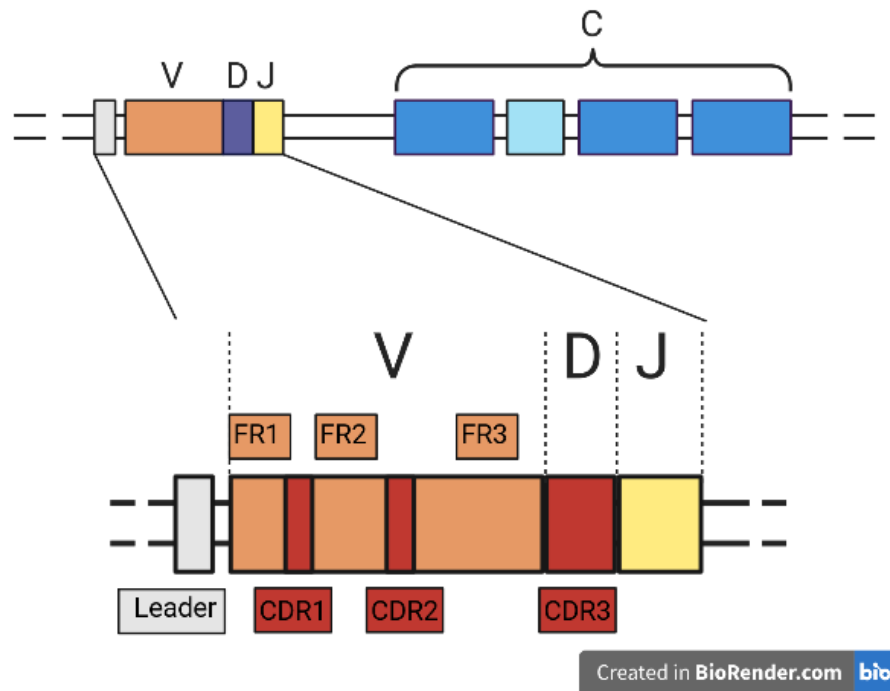 C
V D J
V D J
FR1 FR2 FR3
Leader CDR1 CDR2 CDR3
Created in BioRender.com bio